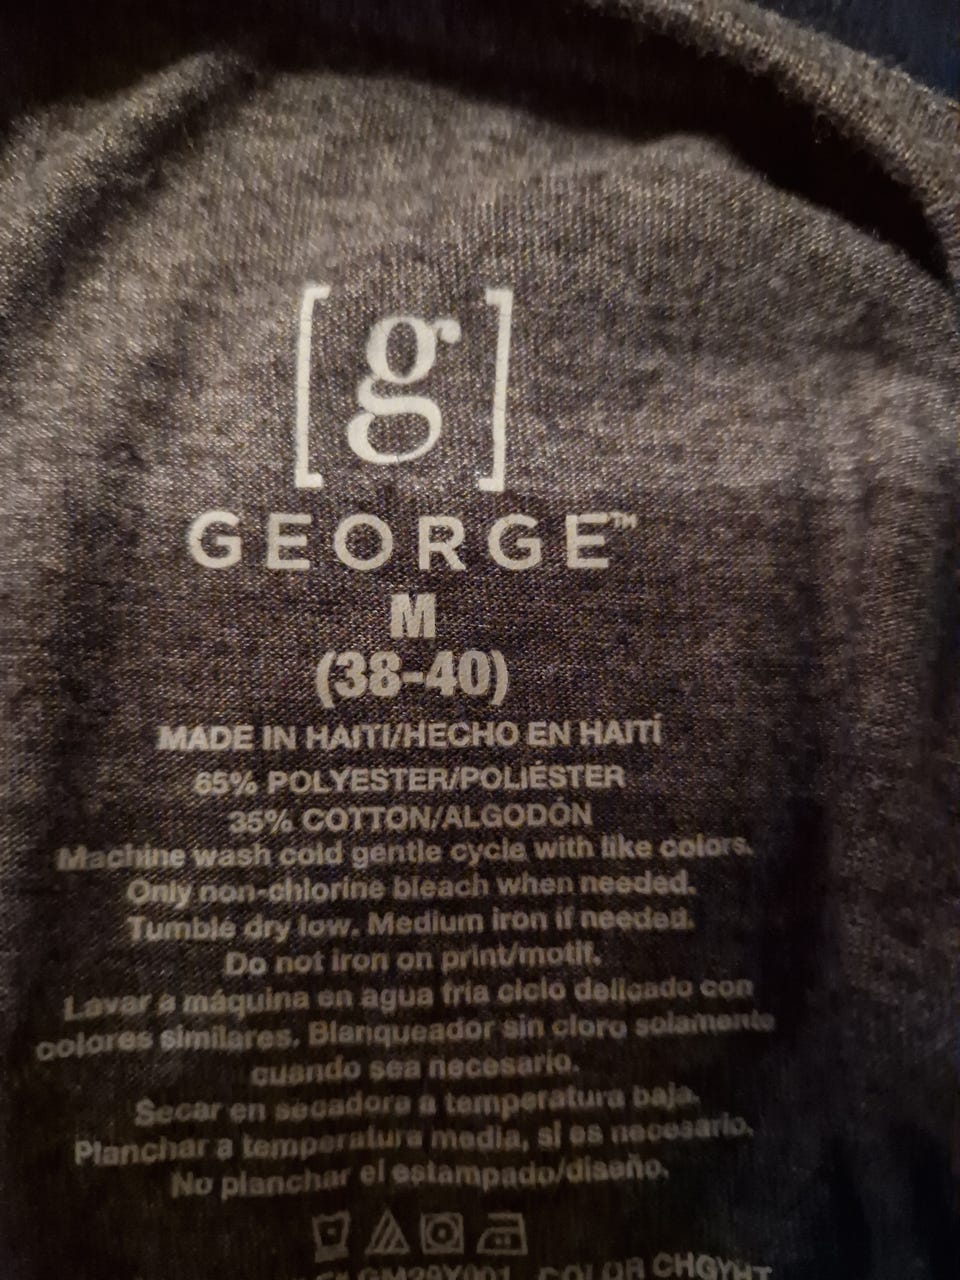 [g]
GEORGE™
M
(38-40)
MADE IN HAITI/HECHO EN HAITÍ
65% POLYESTER/POLIÉSTER
35% COTTON/ALGODÓN
Machine wash cold gentle cycle with like colors.
Only non-chlorine bleach when needed.
Tumble dry low. Medium iron if needed.
Do not iron on print/motif.
Lavar a máquina en agua fria ciclo delicado con
colores similares. Blanqueador sin cloro solamente
cuando sea necesario.
Secar en secadora a temperatura baja.
Planchar a temperatura media, si es necesario.
No planchar el estampado/diseño.
COLOR